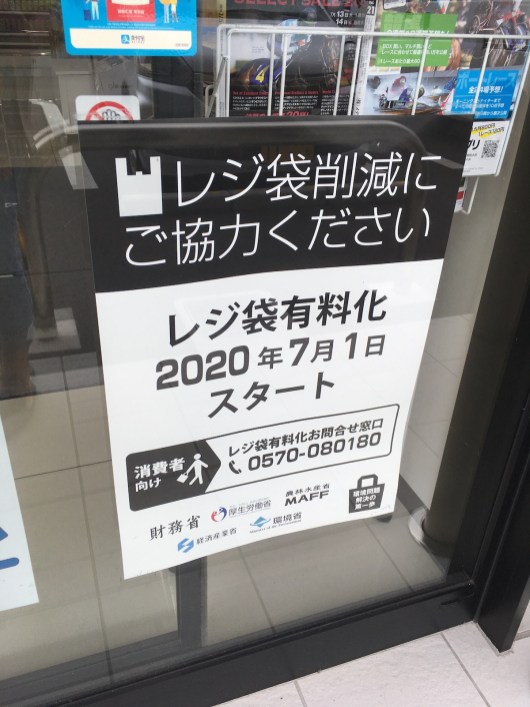 SELECT SALES
レジ袋削減に
ご協力ください
レジ袋有料化
2020年7月1日
スタート
消費者
向け
レジ袋有料化お問合せ窓口
0570-080180
財務省
厚生労働省
農林水産省
MAFF
経済産業省
環境省
環境問題
解決の
第一歩